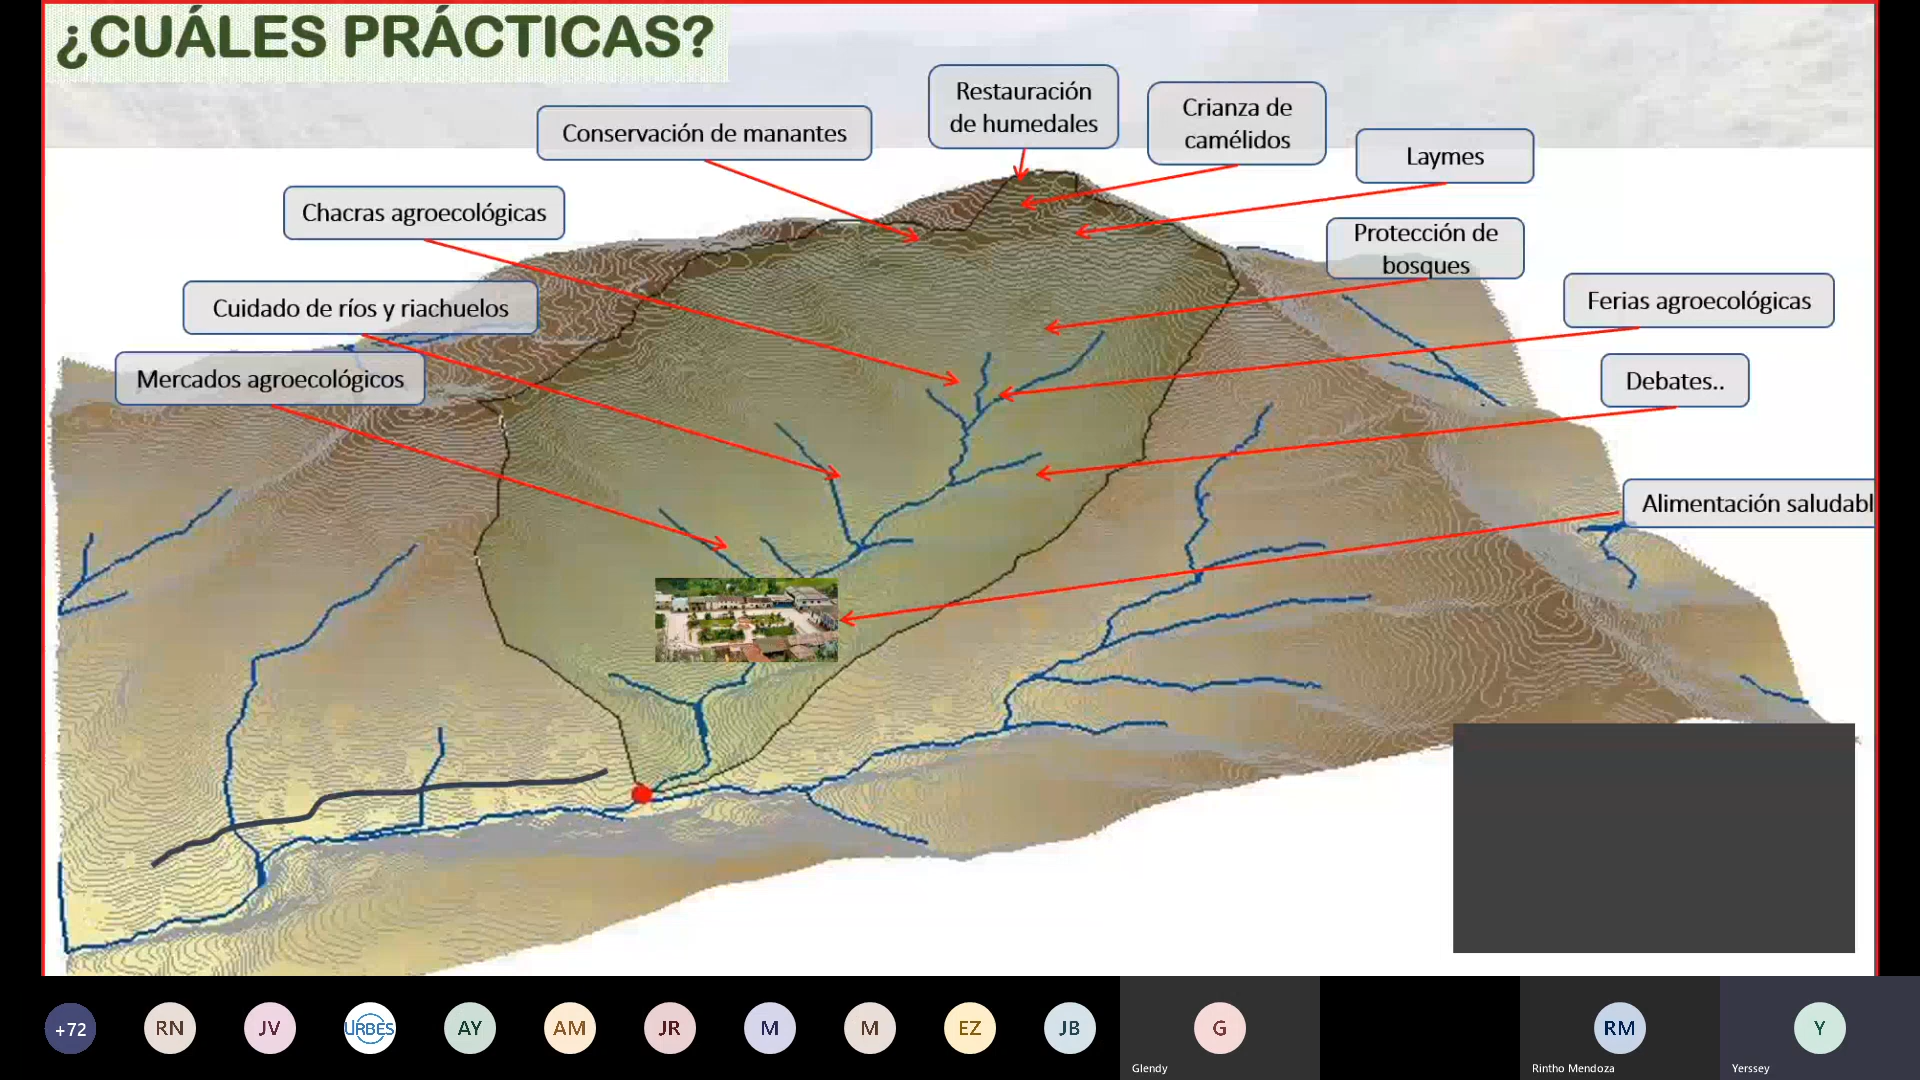 ¿CUÁLES PRÁCTICAS?
Restauración
de humedales
Crianza de
camélidos
Conservación de manantes
Laymes
Chacras agroecológicas
Protección de
bosques
Ferias agroecológicas
Cuidado de ríos y riachuelos
Mercados agroecológicos
Debates..
Alimentación saludabl
+72
RN
JV
URBES
AY
AM
JR
M
M
EZ
JB
G
RM
Y
Glendy
Rintho Mendoza
Yerssey